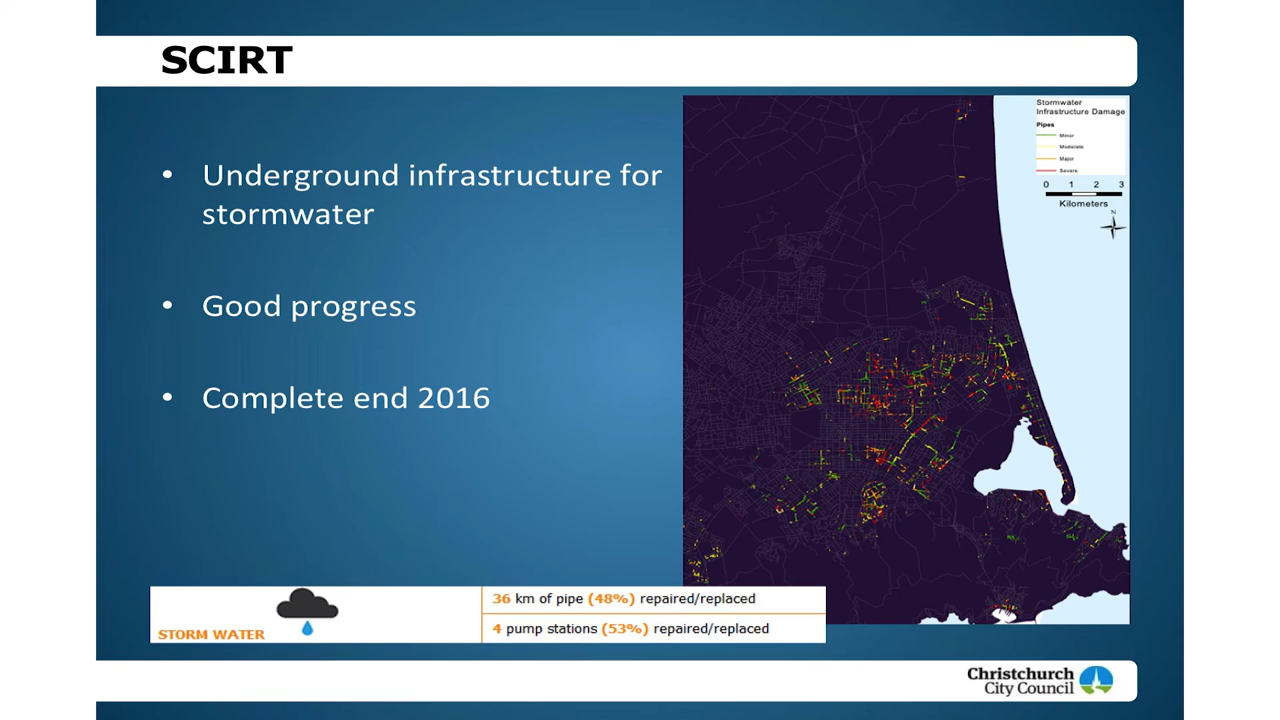 SCIRT
• Underground infrastructure for
stormwater
• Good progress
• Complete end 2016
Stormwater
Infrastructure Damage
Pipes
Minor
Moderate
Major
Severe
0 1 2 3
Kilometers
N
STORM WATER
36 km of pipe (48%) repaired/replaced
4 pump stations (53%) repaired/replaced
Christchurch
City Council